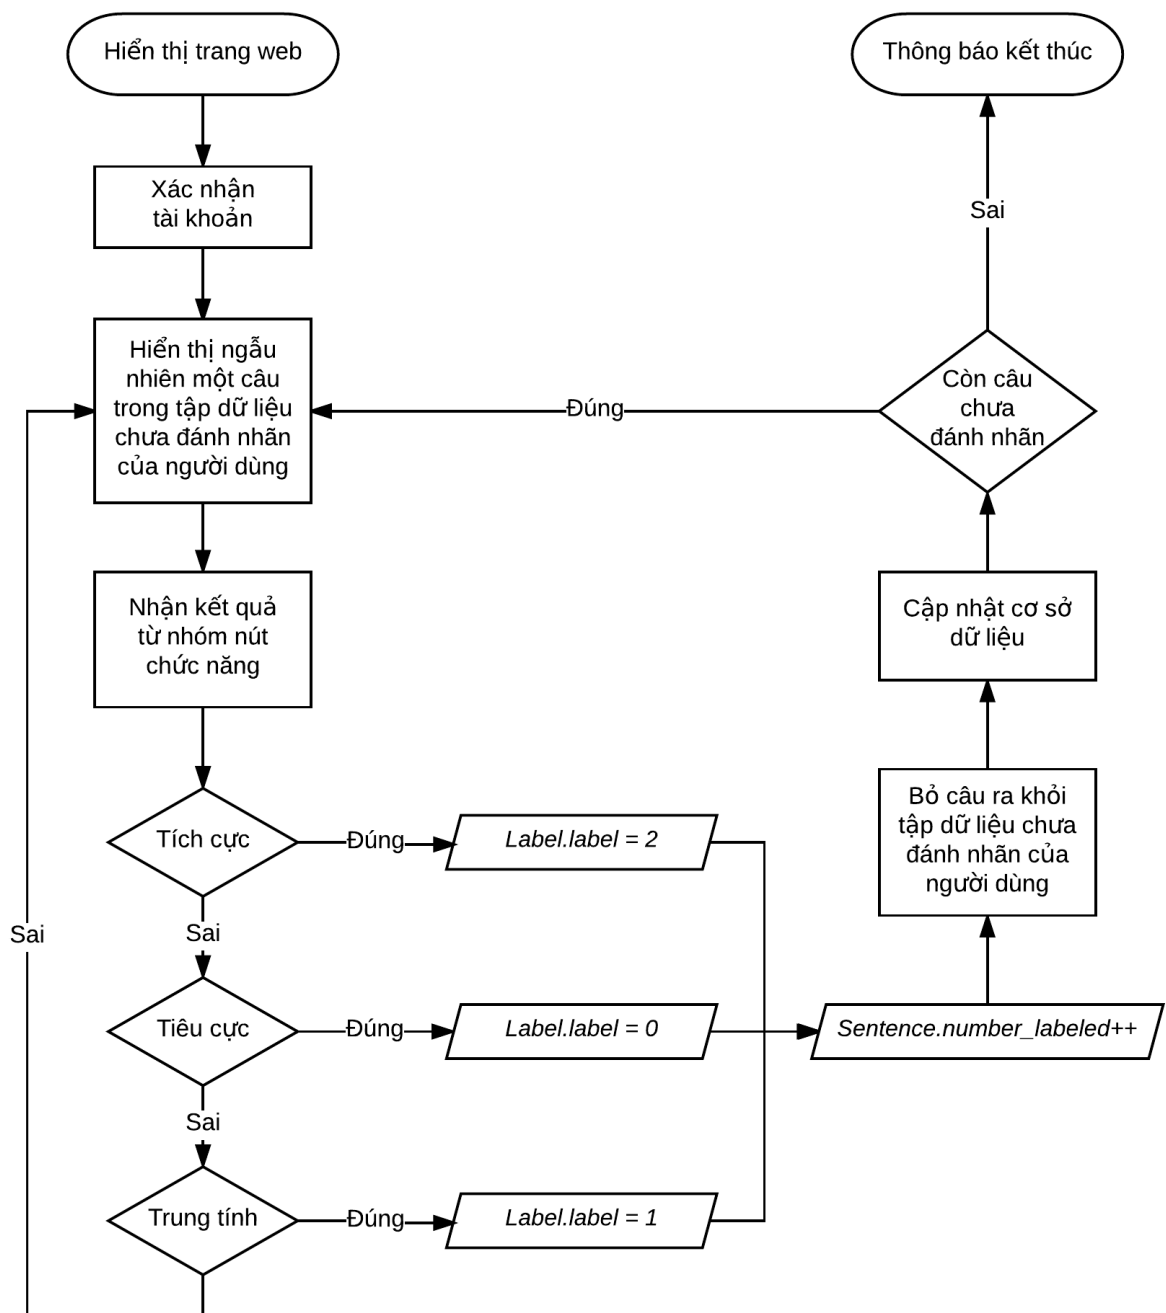 Hiển thị trang web
Thông báo kết thúc
Xác nhận
tài khoản
Sai
Hiển thị ngẫu
nhiên một câu
trong tập dữ liệu
chưa đánh nhãn
của người dùng
Đúng
Còn câu
chưa
đánh nhãn
Nhận kết quả
từ nhóm nút
chức năng
Cập nhật cơ sở
dữ liệu
Tích cực
Đúng
Label.label = 2
Bỏ câu ra khỏi
tập dữ liệu chưa
đánh nhãn của
người dùng
Sai
Sai
Tiêu cực
Đúng
Label.label = 0
Sentence.number_labeled++
Sai
Trung tính
Đúng
Label.label = 1